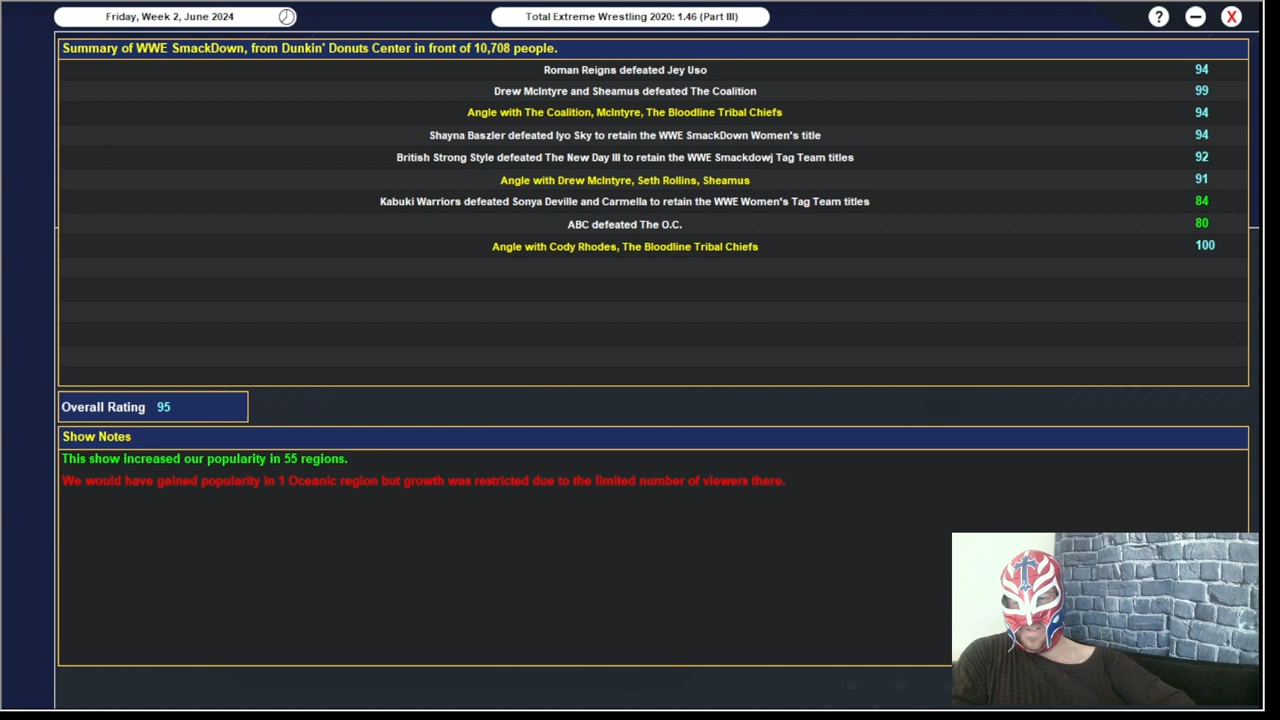 Friday, Week 2, June 2024
Total Extreme Wrestling 2020: 1.46 (Part III)
?
X
Summary of WWE SmackDown, from Dunkin' Donuts Center in front of 10,708 people.
Roman Reigns defeated Jey Uso 94
Drew McIntyre and Sheamus defeated The Coalition 99
Angle with The Coalition, McIntyre, The Bloodline Tribal Chiefs 94
Shayna Baszler defeated Iyo Sky to retain the WWE SmackDown Women's title 94
British Strong Style defeated The New Day III to retain the WWE Smackdowj Tag Team titles 92
Angle with Drew McIntyre, Seth Rollins, Sheamus 91
Kabuki Warriors defeated Sonya Deville and Carmella to retain the WWE Women's Tag Team titles 84
ABC defeated The O.C. 80
Angle with Cody Rhodes, The Bloodline Tribal Chiefs 100
Overall Rating 95
Show Notes
This show increased our popularity in 55 regions.
We would have gained popularity in 1 Oceanic region but growth was restricted due to the limited number of viewers there.